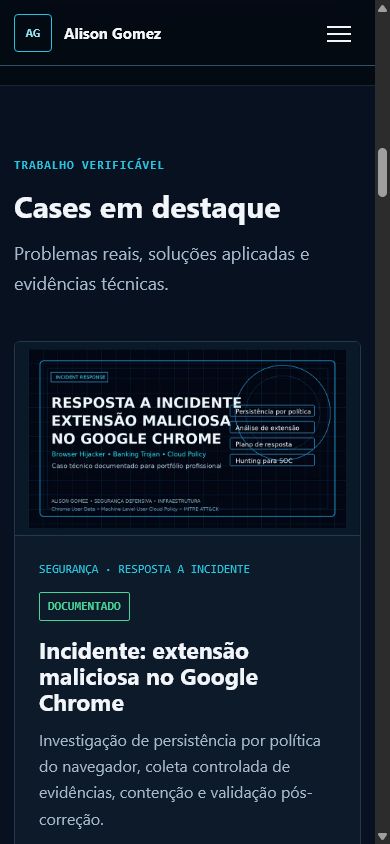 AG
Alison Gomez
TRABALHO VERIFICÁVEL
Cases em destaque
Problemas reais, soluções aplicadas e
evidências técnicas.
INCIDENT RESPONSE
RESPOSTA A INCIDENTE
EXTENSÃO MALICIOSA
NO GOOGLE CHROME
Browser Hijacker • Banking Trojan • Cloud Policy
Caso técnico documentado para portfólio profissional
Persistência por política
Análise de extensão
Plano de resposta
Hunting para SOC
ALISON GOMEZ • SEGURANÇA DEFENSIVA • INFRAESTRUTURA
Chrome User Data • Machine Level User Cloud Policy • MITRE ATT&CK
SEGURANÇA · RESPOSTA A INCIDENTE
DOCUMENTADO
Incidente: extensão
maliciosa no Google
Chrome
Investigação de persistência por política
do navegador, coleta controlada de
evidências, contenção e validação pós-
correção.